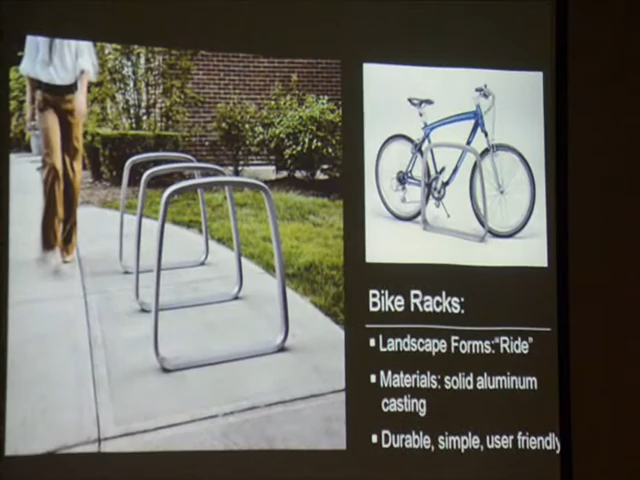 Bike Racks:
▪ Landscape Forms:“Ride”
▪ Materials: solid aluminum
casting
▪ Durable, simple, user friendly